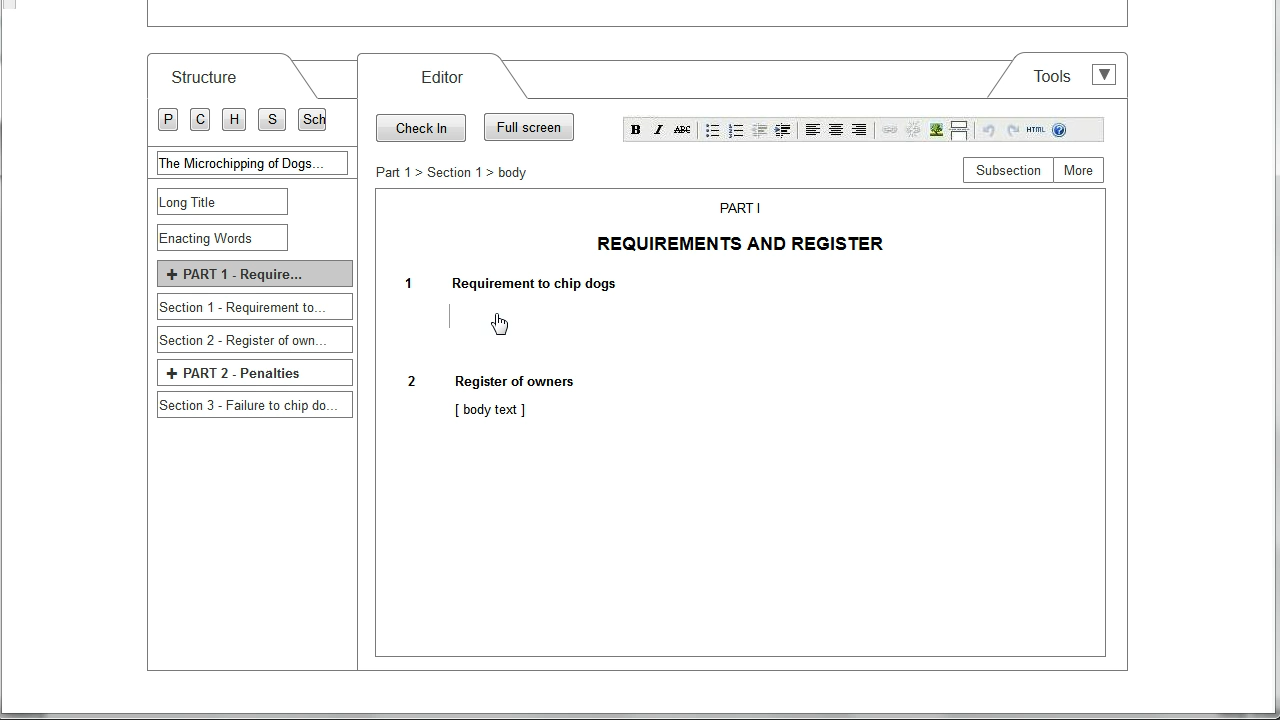 Structure
Editor
Tools
P C H S Sch
Check In
Full screen
B I ABC HTML ?
The Microchipping of Dogs...
Part 1 > Section 1 > body
Subsection
More
Long Title
Enacting Words
PART 1 - Require...
Section 1 - Requirement to...
Section 2 - Register of own...
PART 2 - Penalties
Section 3 - Failure to chip do...
PART I
REQUIREMENTS AND REGISTER
1 Requirement to chip dogs
2 Register of owners
[ body text ]